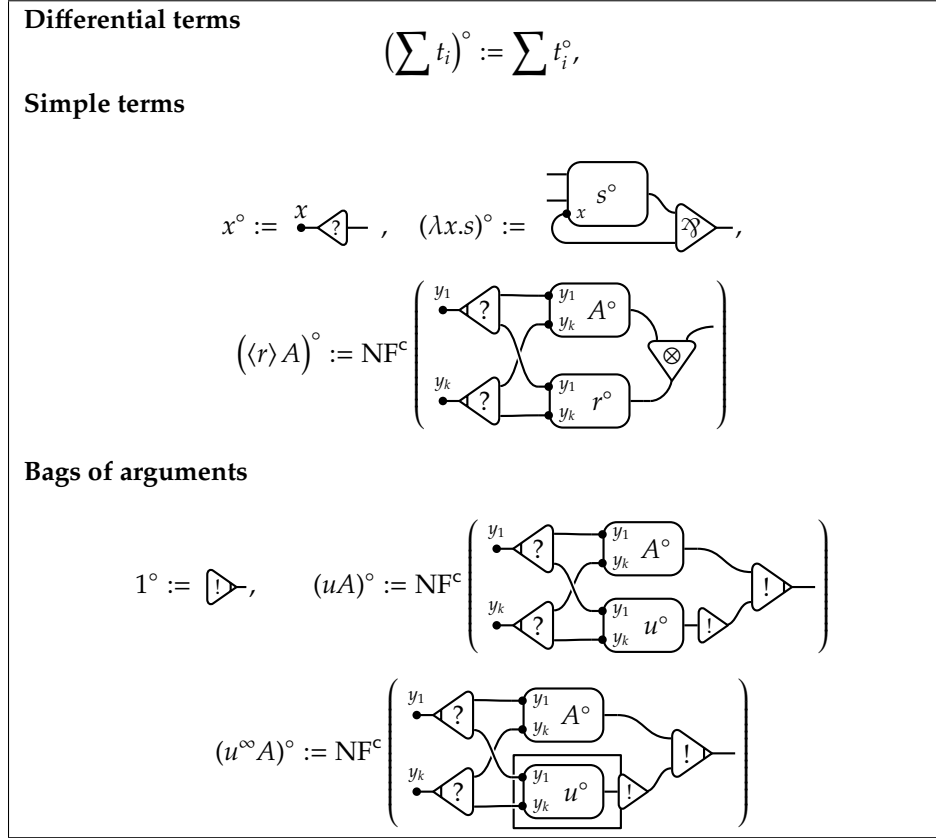 Differential terms
(∑ tᵢ)° := ∑ tᵢ°,
Simple terms
x° := x ? , (λx.s)° := s° x ⅋ ,
(⟨r⟩ A)° := NFᶜ ( y₁ ? y₁ yₖ A° ⊗ yₖ ? y₁ yₖ r° )
Bags of arguments
1° := ! , (uA)° := NFᶜ ( y₁ ? y₁ yₖ A° ! yₖ ? y₁ yₖ u° ! )
(u^∞ A)° := NFᶜ ( y₁ ? y₁ yₖ A° ! yₖ ? y₁ yₖ u° ! )